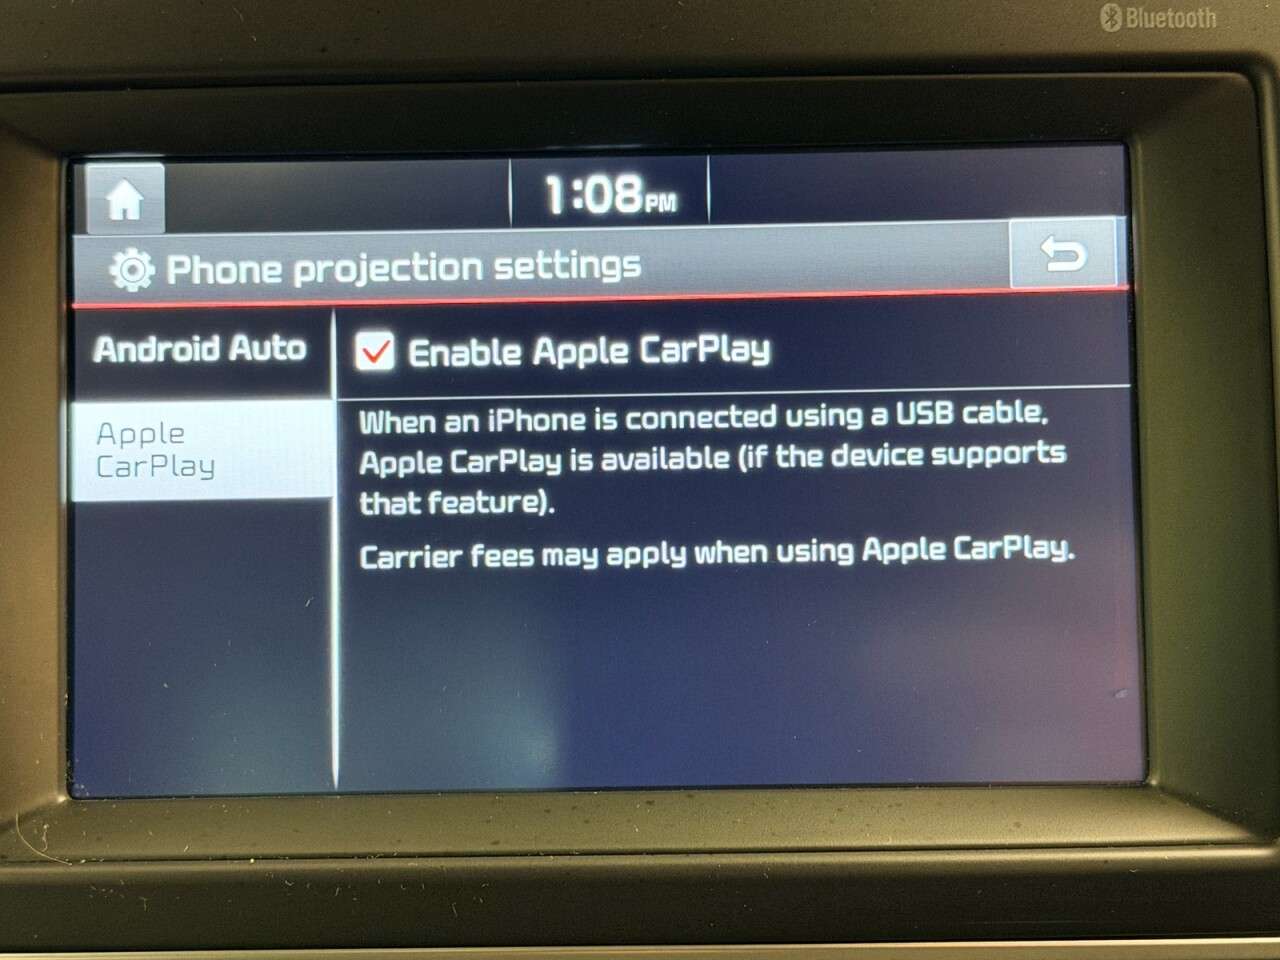 Bluetooth
1:08 PM
Phone projection settings
Android Auto
Enable Apple CarPlay
Apple
CarPlay
When an iPhone is connected using a USB cable,
Apple CarPlay is available (if the device supports
that feature).
Carrier fees may apply when using Apple CarPlay.